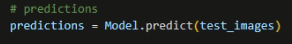 # predictions
predictions = Model.predict(test_images)